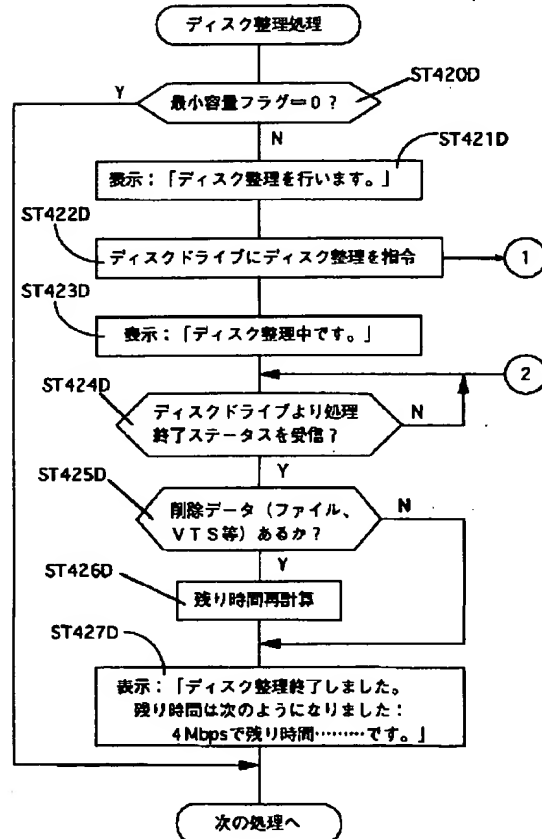 ディスク整理処理
ST420D
Y
最小容量フラグ=0?
N
ST421D
表示:「ディスク整理を行います。」
ST422D
ディスクドライブにディスク整理を指令
1
ST423D
表示:「ディスク整理中です。」
2
ST424D
ディスクドライブより処理
終了ステータスを受信?
N
Y
ST425D
削除データ(ファイル、
VTS等)あるか?
N
Y
ST426D
残り時間再計算
ST427D
表示:「ディスク整理終了しました。
残り時間は次のようになりました:
4Mbpsで残り時間………です。」
次の処理へ